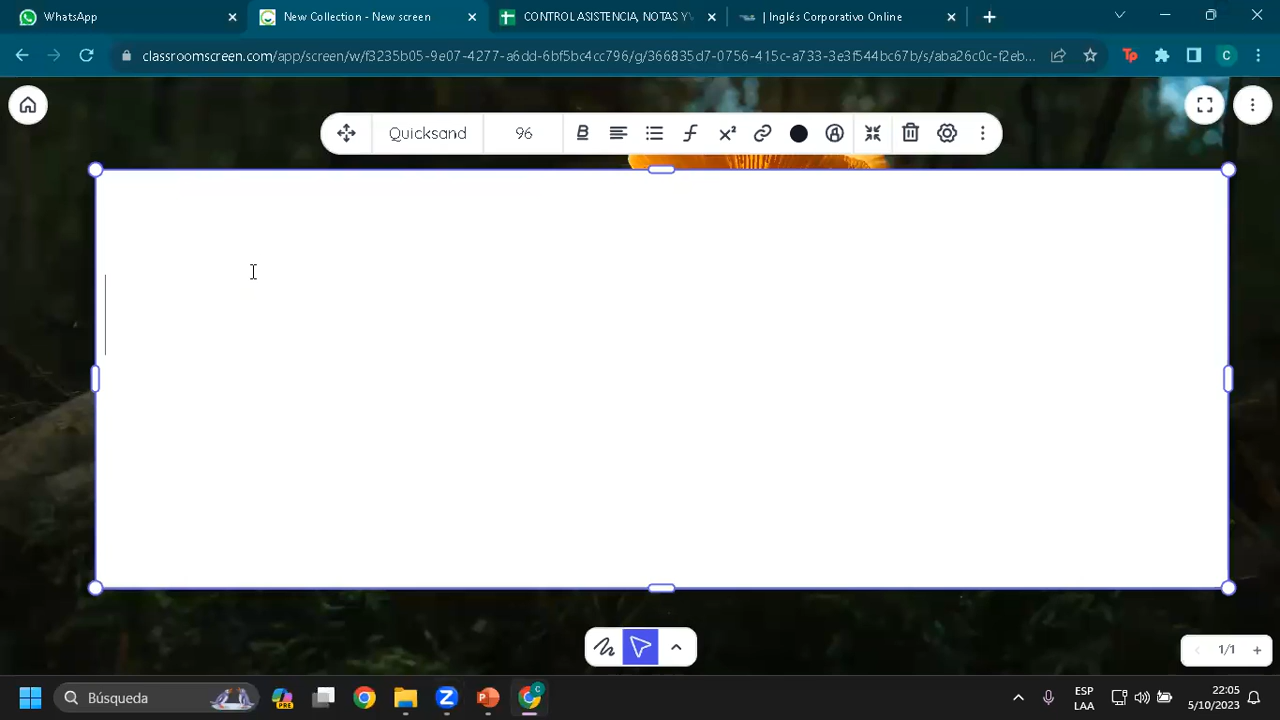 WhatsApp
New Collection - New screen
CONTROL ASISTENCIA, NOTAS Y
| Inglés Corporativo Online
classroomscreen.com/app/screen/w/f3235b05-9e07-4277-a6dd-6bf5bc4cc796/g/366835d7-0756-415c-a733-3e3f544bc67b/s/aba26c0c-f2eb...
Quicksand
96
1/1
Búsqueda
PRE
ESP
LAA
22:05
5/10/2023